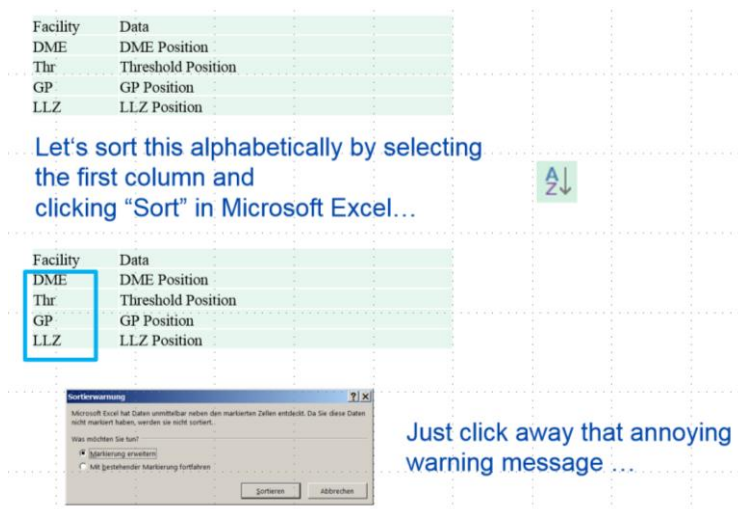 Facility Data
DME DME Position
Thr Threshold Position
GP GP Position
LLZ LLZ Position
Let‘s sort this alphabetically by selecting
the first column and
clicking “Sort” in Microsoft Excel…
A
Z
Facility Data
DME DME Position
Thr Threshold Position
GP GP Position
LLZ LLZ Position
Sortierwarnung
Microsoft Excel hat Daten unmittelbar neben den markierten Zellen entdeckt. Da Sie diese Daten
nicht markiert haben, werden sie nicht sortiert.
Was möchten Sie tun?
Markierung erweitern
Mit bestehender Markierung fortfahren
Sortieren Abbrechen
Just click away that annoying
warning message …